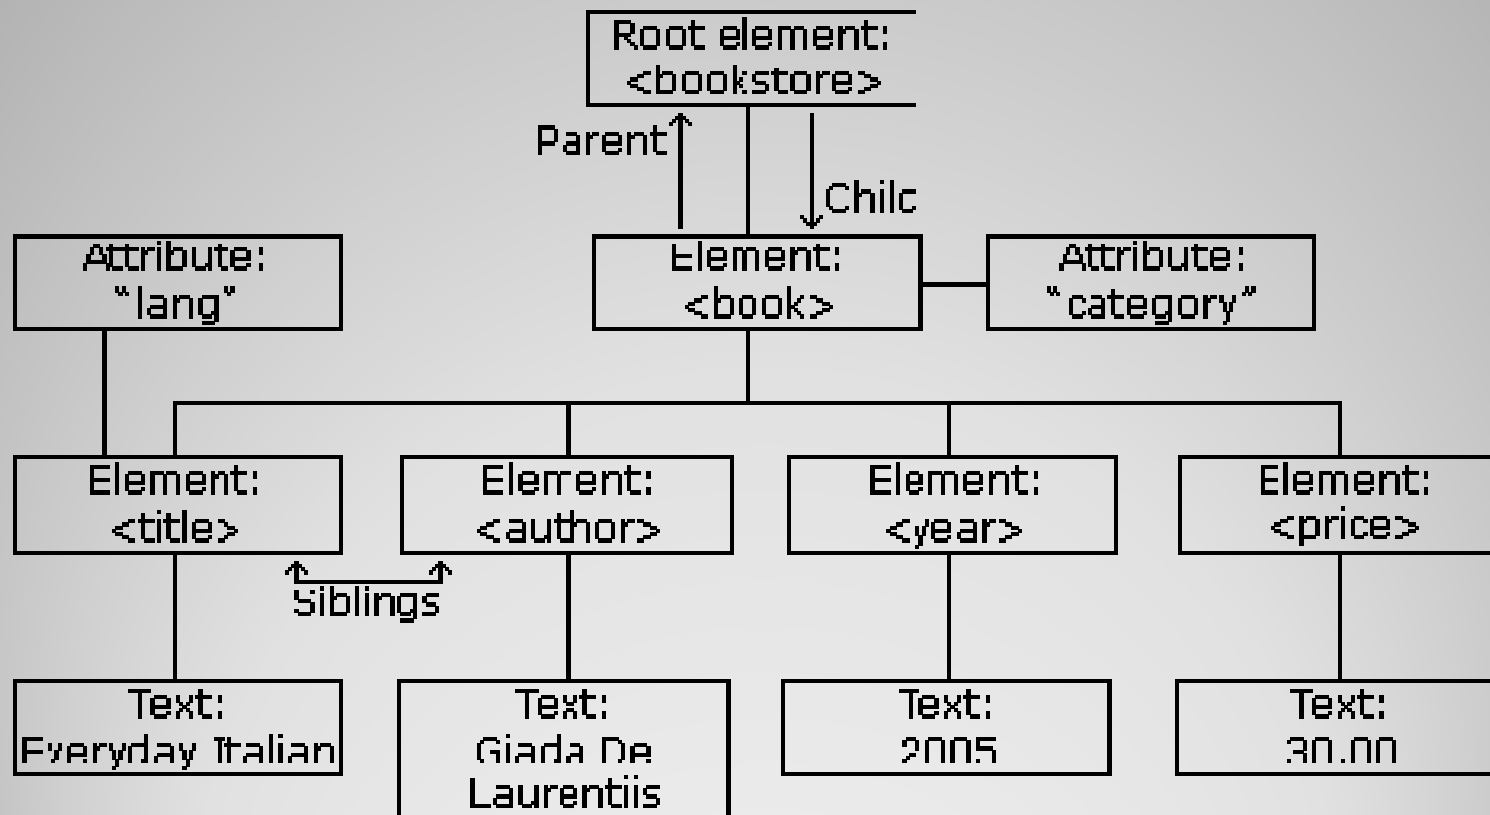 Root element:
<bookstore>
Parent
Chilc
Attribute:
“lang”
Element:
<book>
Attribute:
“category”
Element:
<title>
Element:
<author>
Element:
<year>
Element:
<price>
Siblings
Text:
Everyday Italian
Text:
Giada De
Laurentiis
Text:
2005
Text:
30.00